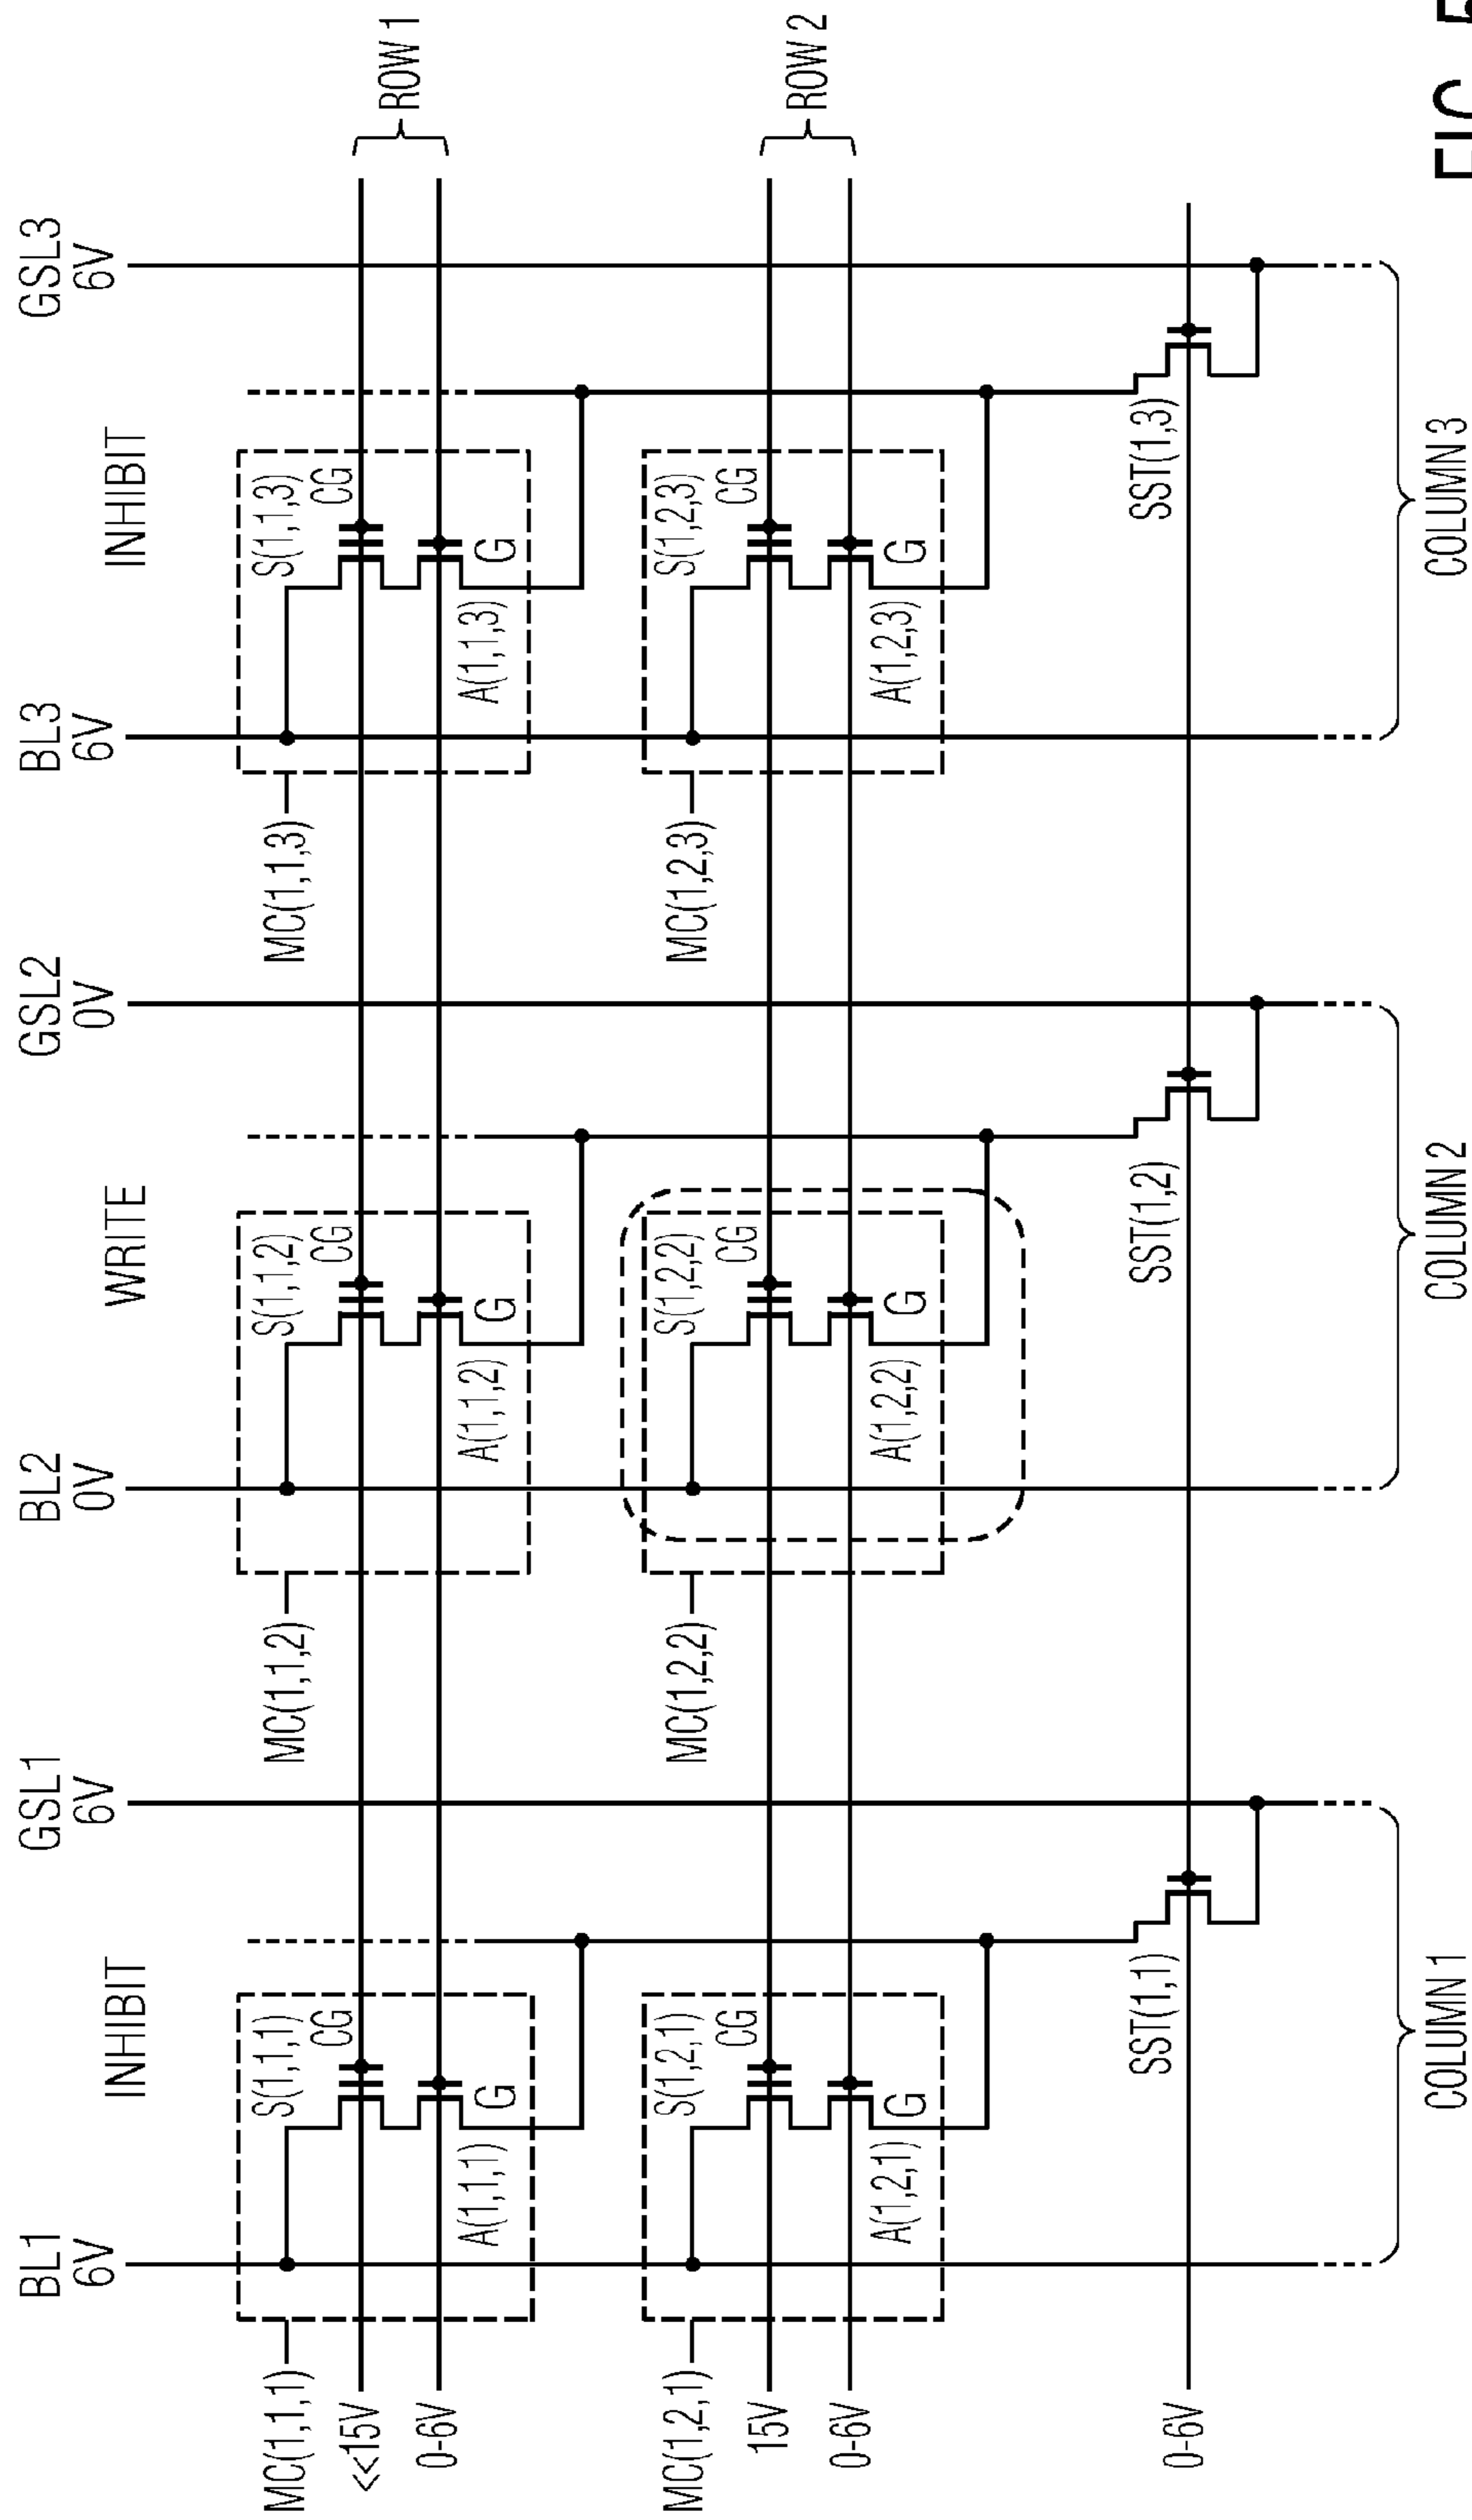 BL1
6V
GSL1
6V
BL2
0V
GSL2
0V
BL3
6V
GSL3
6V
INHIBIT
WRITE
INHIBIT
MC(1,1,1)
S(1,1,1)
CG
G
A(1,1,1)
MC(1,1,2)
S(1,1,2)
CG
G
A(1,1,2)
MC(1,1,3)
S(1,1,3)
CG
G
A(1,1,3)
<<15V
0-6V
ROW 1
MC(1,2,1)
S(1,2,1)
CG
G
A(1,2,1)
MC(1,2,2)
S(1,2,2)
CG
G
A(1,2,2)
MC(1,2,3)
S(1,2,3)
CG
G
A(1,2,3)
15V
0-6V
ROW 2
SST(1,1)
SST(1,2)
SST(1,3)
0-6V
COLUMN 1
COLUMN 2
COLUMN 3